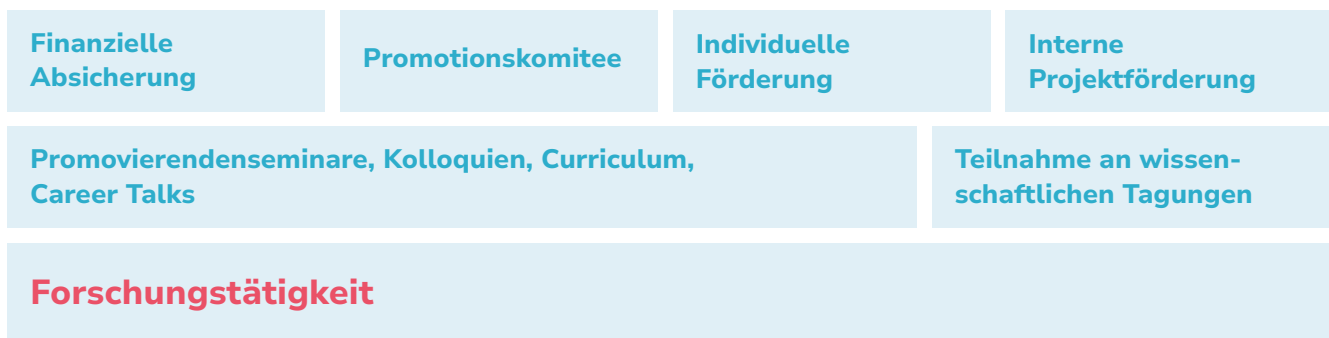 Finanzielle
Absicherung
Promotionskomitee
Individuelle
Förderung
Interne
Projektförderung
Promovierendenseminare, Kolloquien, Curriculum,
Career Talks
Teilnahme an wissen-
schaftlichen Tagungen
Forschungstätigkeit